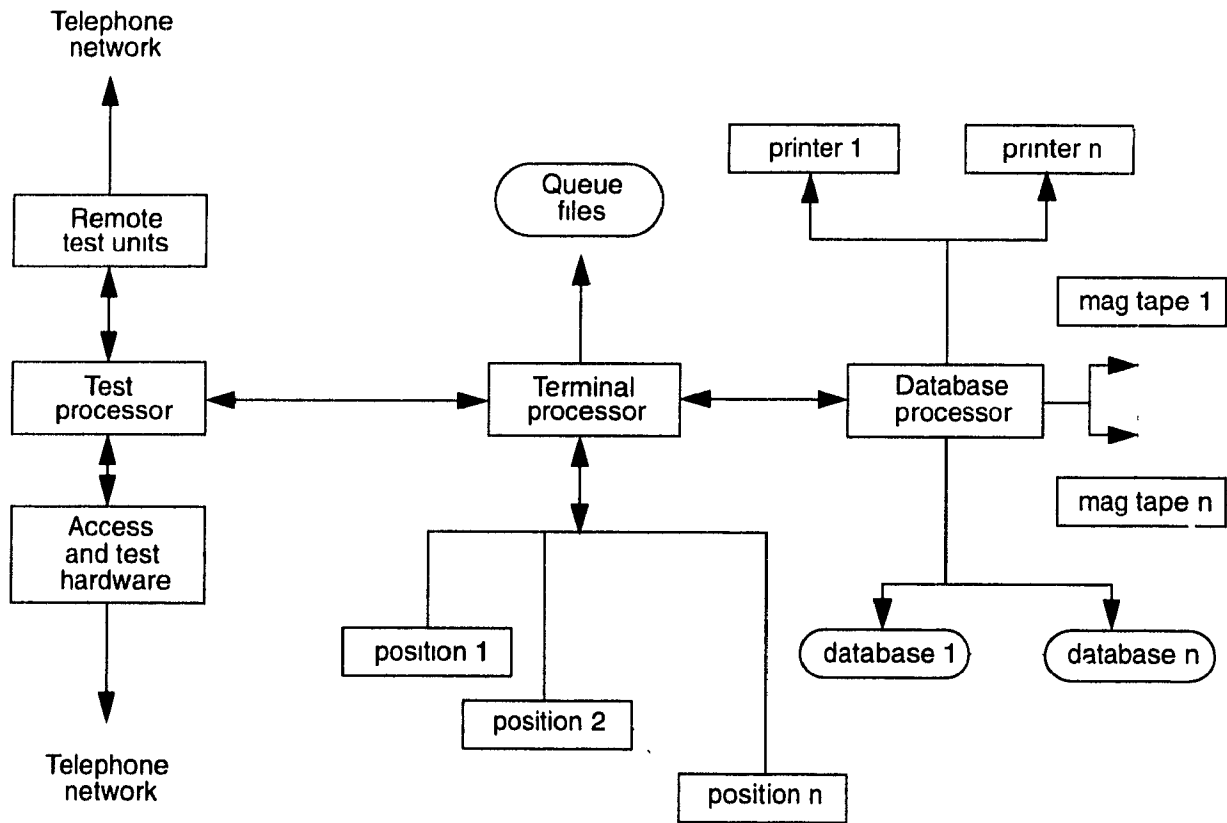 Telephone
network
printer 1
printer n
Queue
files
Remote
test units
mag tape 1
Test
processor
Terminal
processor
Database
processor
mag tape n
Access
and test
hardware
position 1
database 1
database n
position 2
Telephone
network
position n